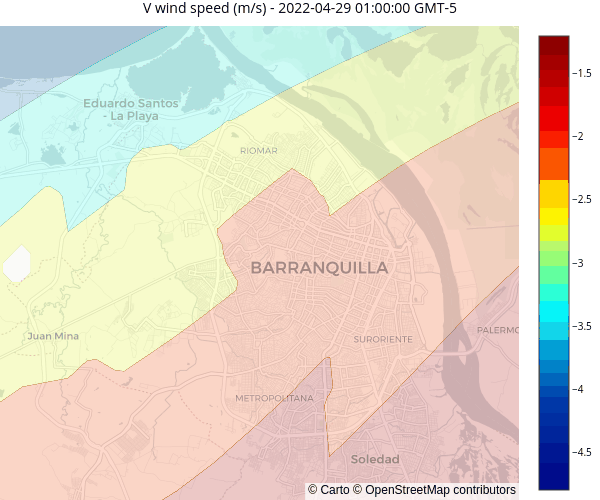 V wind speed (m/s) - 2022-04-29 01:00:00 GMT-5
Eduardo Santos
- La Playa
RIOMAR
BARRANQUILLA
Juan Mina
SURORIENTE
PALERMO
METROPOLITANA
Soledad
© Carto © OpenStreetMap contributors
−1.5
−2
−2.5
−3
−3.5
−4
−4.5